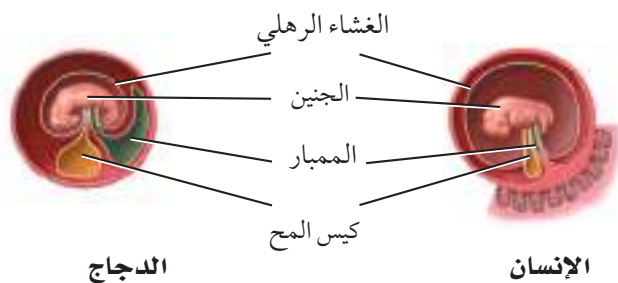 الغشاء الرهلي
الجنين
الممبار
كيس المح
الإنسان
الدجاج